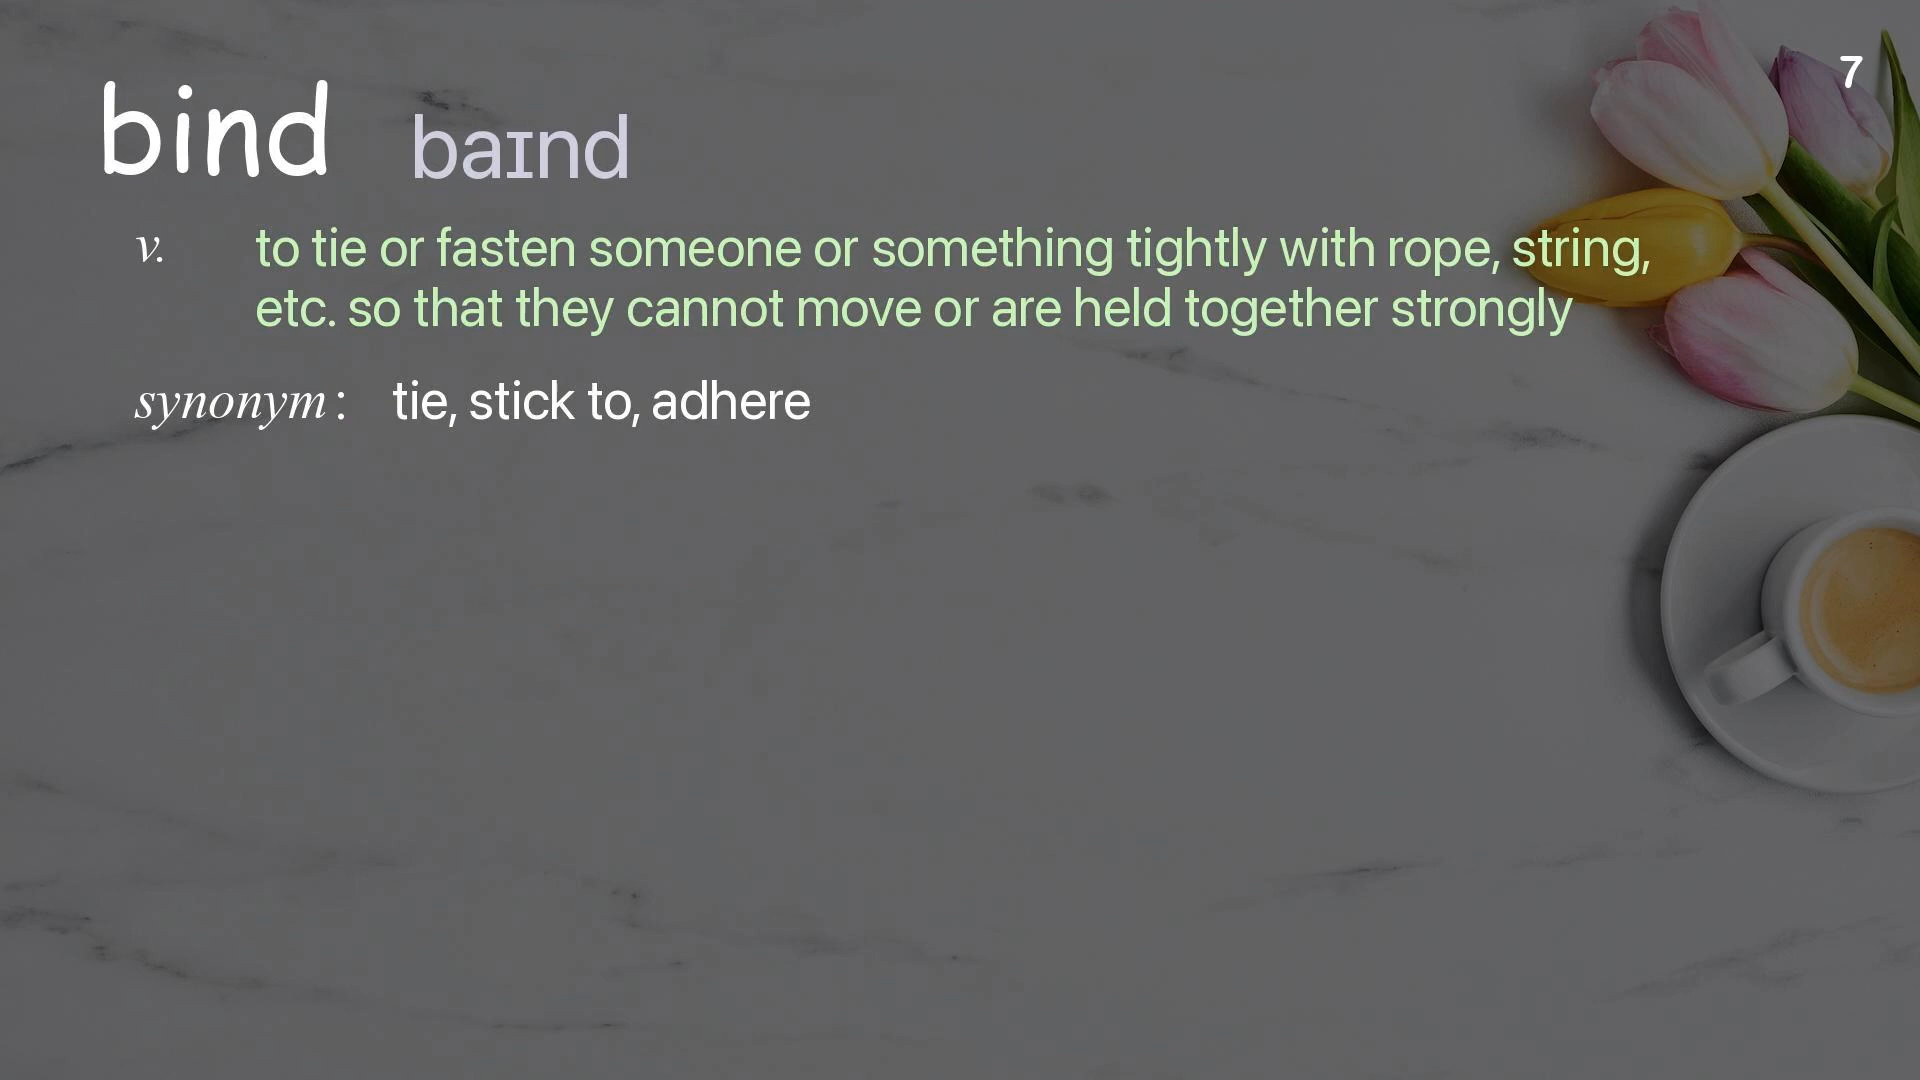 7
bind baɪnd
v. to tie or fasten someone or something tightly with rope, string,
etc. so that they cannot move or are held together strongly
synonym : tie, stick to, adhere